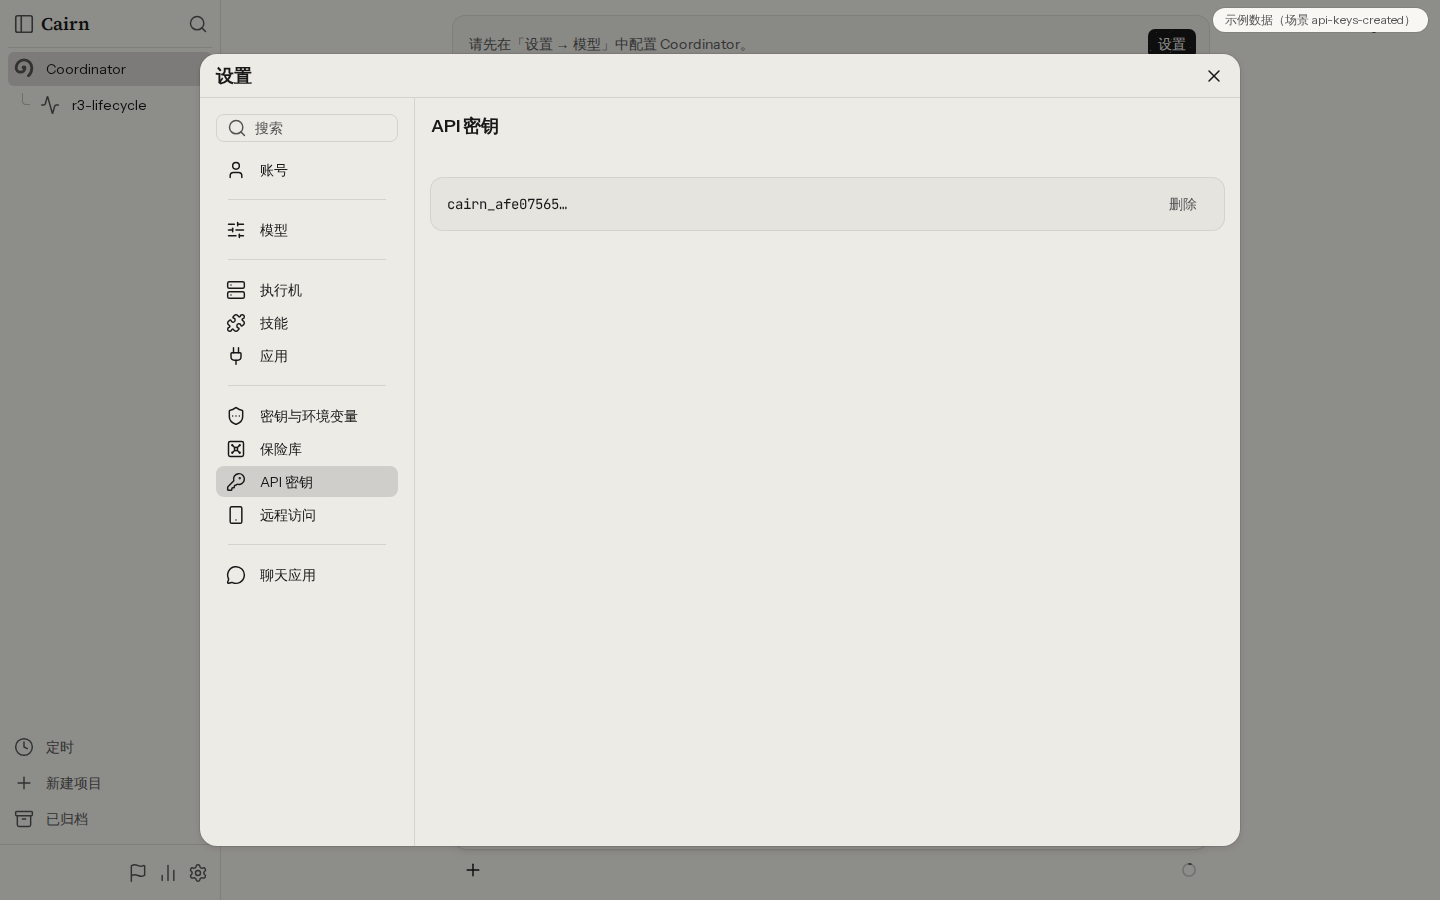 Cairn
Coordinator
r3-lifecycle
定时
新建项目
已归档
请先在「设置 → 模型」中配置 Coordinator。
设置
示例数据（场景 api-keys-created）
设置
搜索
账号
模型
执行机
技能
应用
密钥与环境变量
保险库
API 密钥
远程访问
聊天应用
API 密钥
cairn_afe07565…
删除